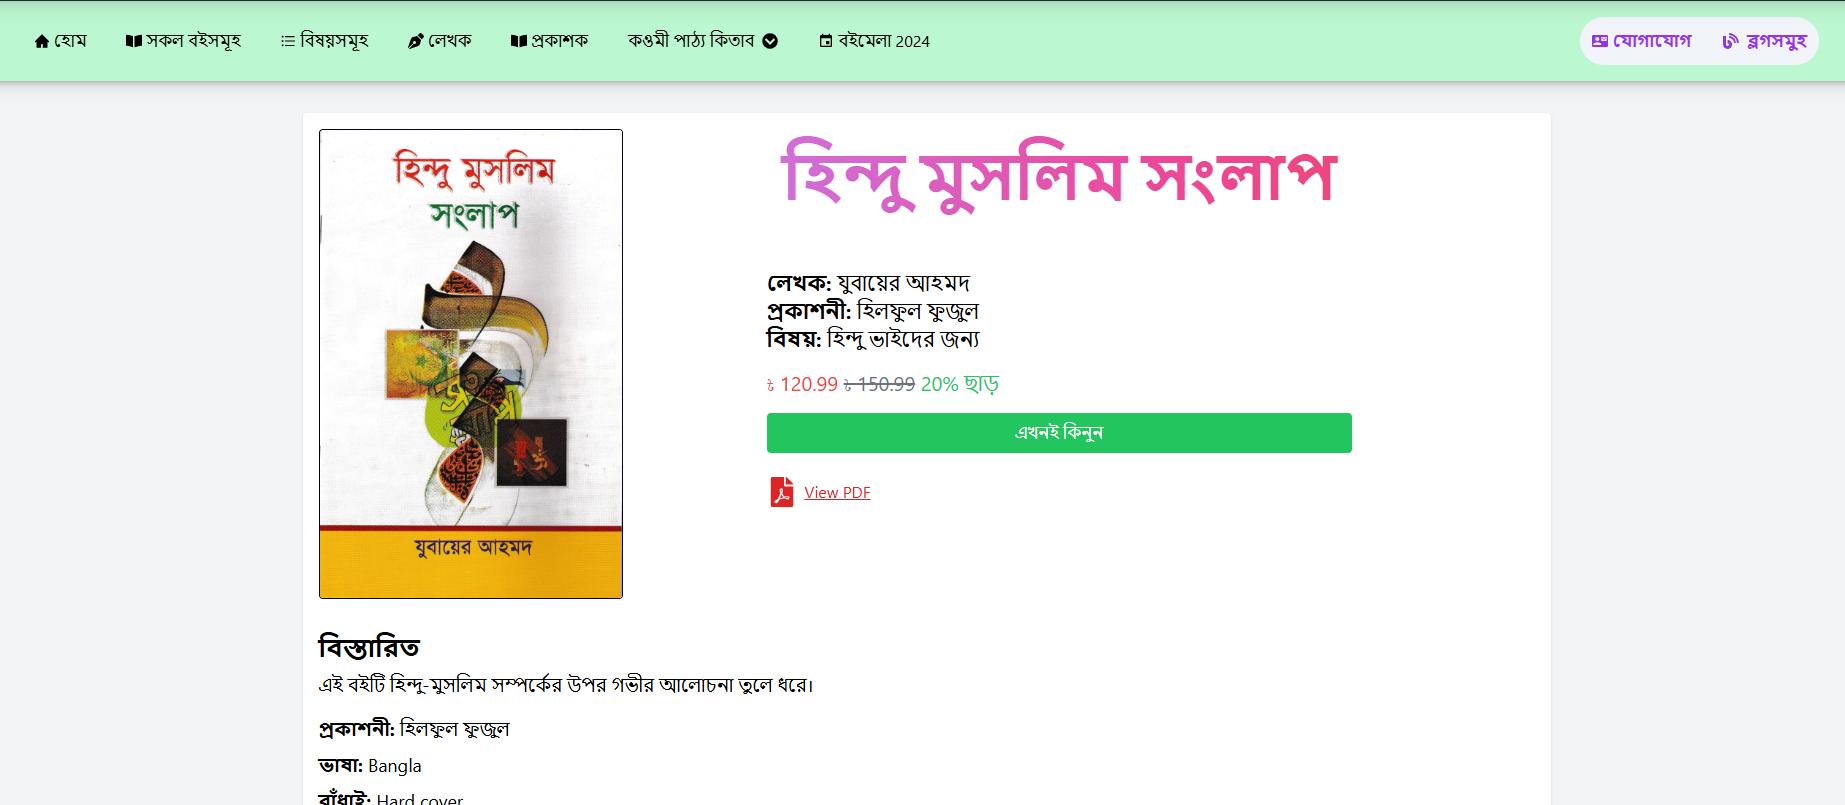 হোম সকল বইসমূহ বিষয়সমূহ লেখক প্রকাশক কওমী পাঠ্য কিতাব বইমেলা 2024 যোগাযোগ ব্লগসমুহ
হিন্দু মুসলিম
সংলাপ
যুবায়ের আহমদ
হিন্দু মুসলিম সংলাপ
লেখক: যুবায়ের আহমদ
প্রকাশনী: হিলফুল ফুজুল
বিষয়: হিন্দু ভাইদের জন্য
৳ 120.99 ৳ 150.99 20% ছাড়
এখনই কিনুন
View PDF
বিস্তারিত
এই বইটি হিন্দু-মুসলিম সম্পর্কের উপর গভীর আলোচনা তুলে ধরে।
প্রকাশনী: হিলফুল ফুজুল
ভাষা: Bangla
বাঁধাই: Hard cover